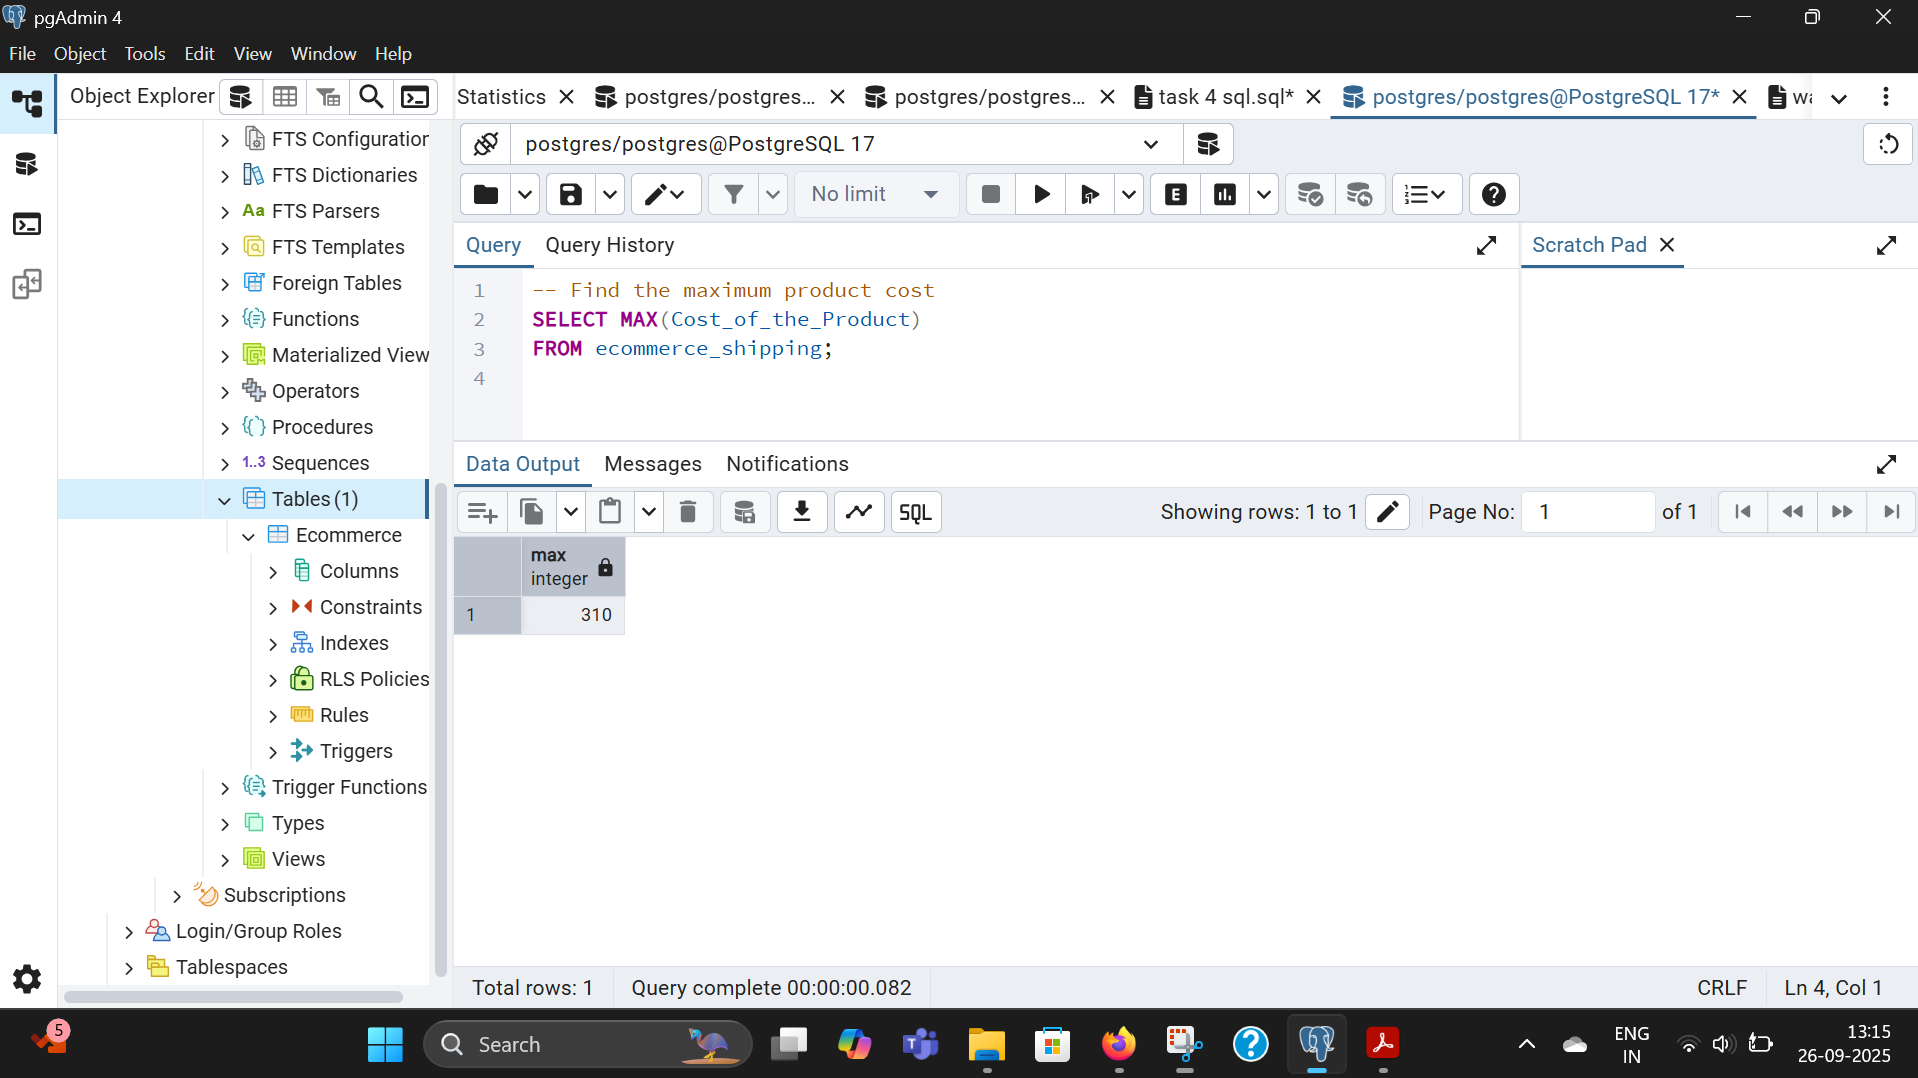 pgAdmin 4
File Object Tools Edit View Window Help
Object Explorer
Statistics
postgres/postgres...
postgres/postgres...
task 4 sql.sql*
postgres/postgres@PostgreSQL 17*
FTS Configuration
FTS Dictionaries
Aa FTS Parsers
FTS Templates
Foreign Tables
Functions
Materialized View
Operators
Procedures
1..3 Sequences
Tables (1)
Ecommerce
Columns
Constraints
Indexes
RLS Policies
Rules
Triggers
Trigger Functions
Types
Views
Subscriptions
Login/Group Roles
Tablespaces
postgres/postgres@PostgreSQL 17
No limit
E
Query Query History
Scratch Pad
1 -- Find the maximum product cost
2 SELECT MAX(Cost_of_the_Product)
3 FROM ecommerce_shipping;
4
Data Output Messages Notifications
SQL
Showing rows: 1 to 1
Page No: 1 of 1
max
integer
1 310
Total rows: 1
Query complete 00:00:00.082
CRLF
Ln 4, Col 1
5
Search
ENG
IN
13:15
26-09-2025